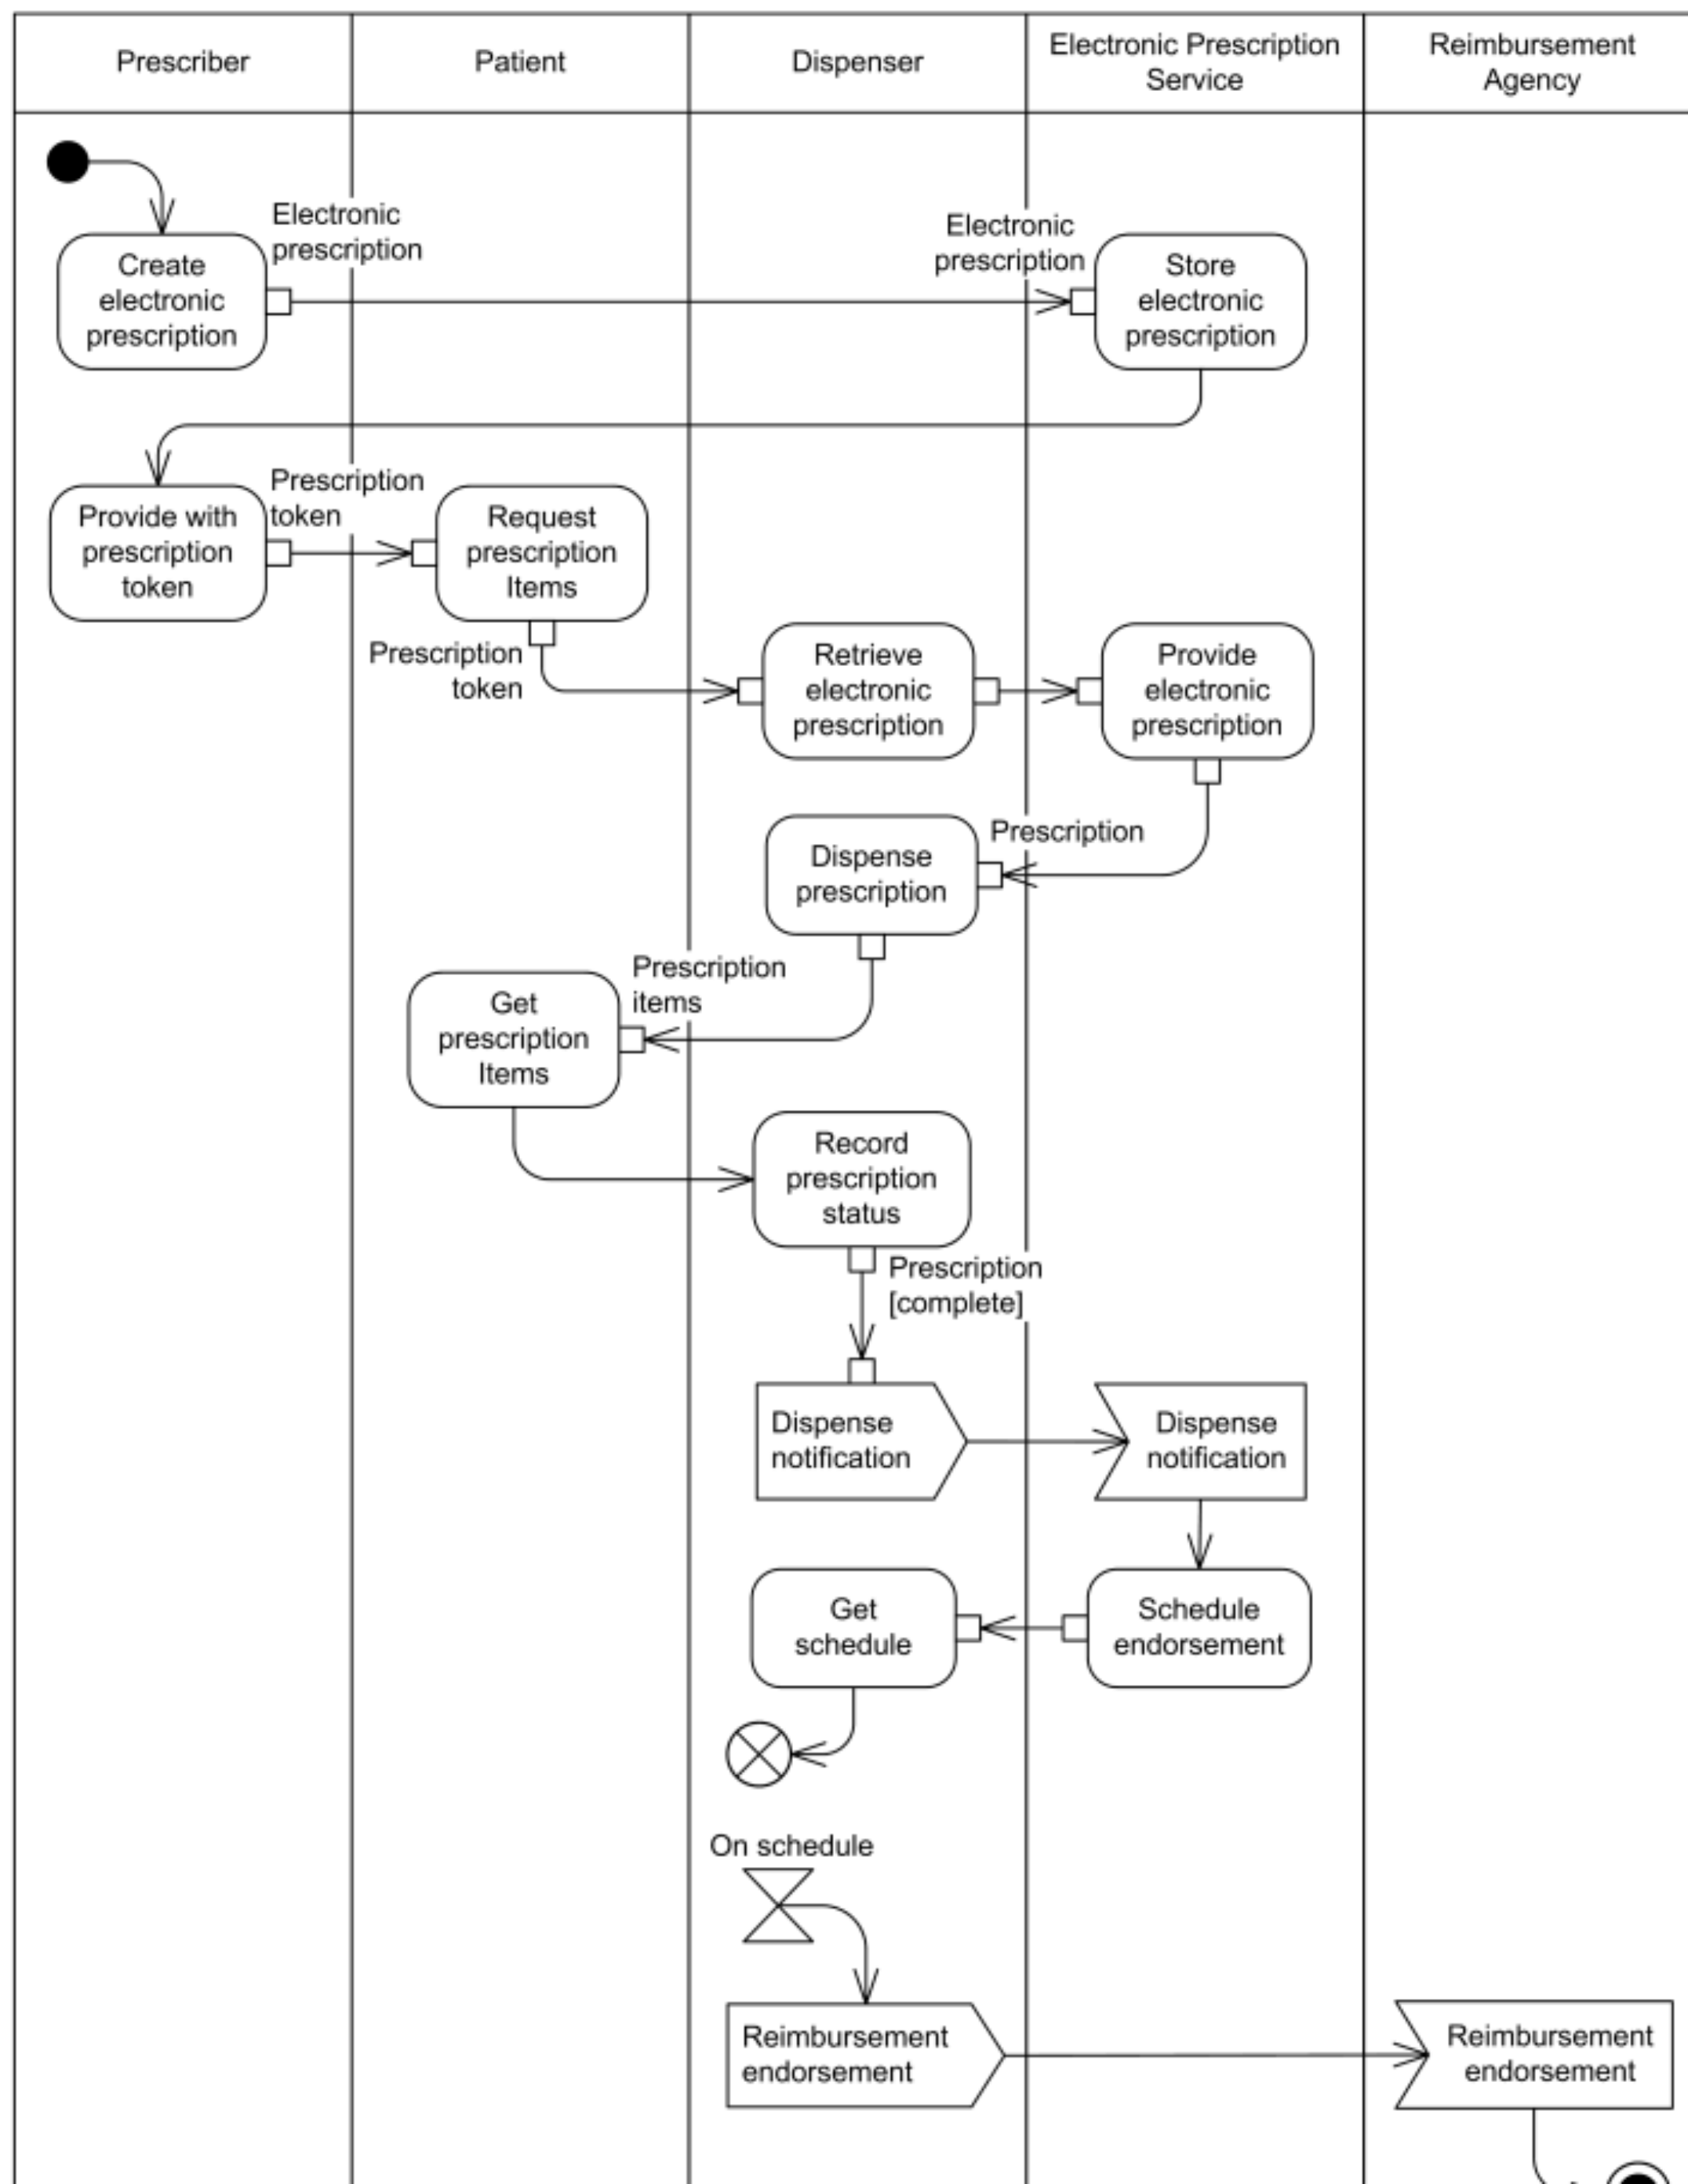 Prescriber
Patient
Dispenser
Electronic Prescription
Service
Reimbursement
Agency
Electronic
prescription
Electronic
prescription
Create
electronic
prescription
Store
electronic
prescription
Prescription
token
Provide with
prescription
token
Request
prescription
Items
Prescription
token
Retrieve
electronic
prescription
Provide
electronic
prescription
Prescription
Dispense
prescription
Prescription
items
Get
prescription
Items
Record
prescription
status
Prescription
[complete]
Dispense
notification
Dispense
notification
Get
schedule
Schedule
endorsement
On schedule
Reimbursement
endorsement
Reimbursement
endorsement